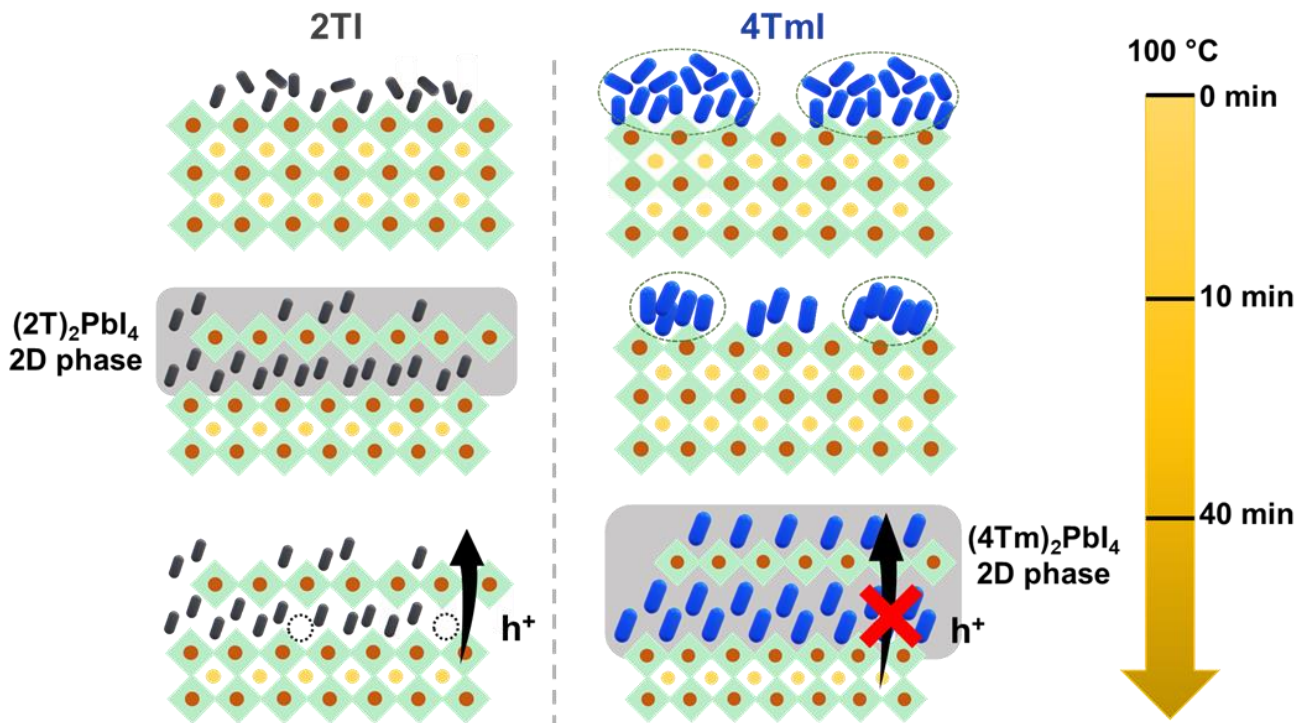 2TI
4TmI
100 °C
0 min
(2T)₂PbI₄
2D phase
10 min
40 min
(4Tm)₂PbI₄
2D phase
h⁺
h⁺